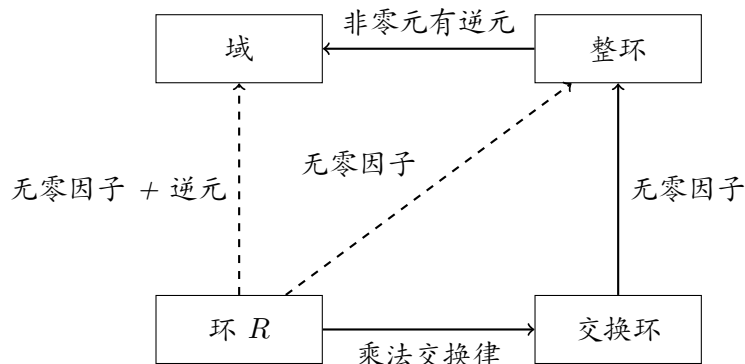 非零元有逆元
域
整环
无零因子
无零因子 + 逆元
无零因子
环 R
交换环
乘法交换律